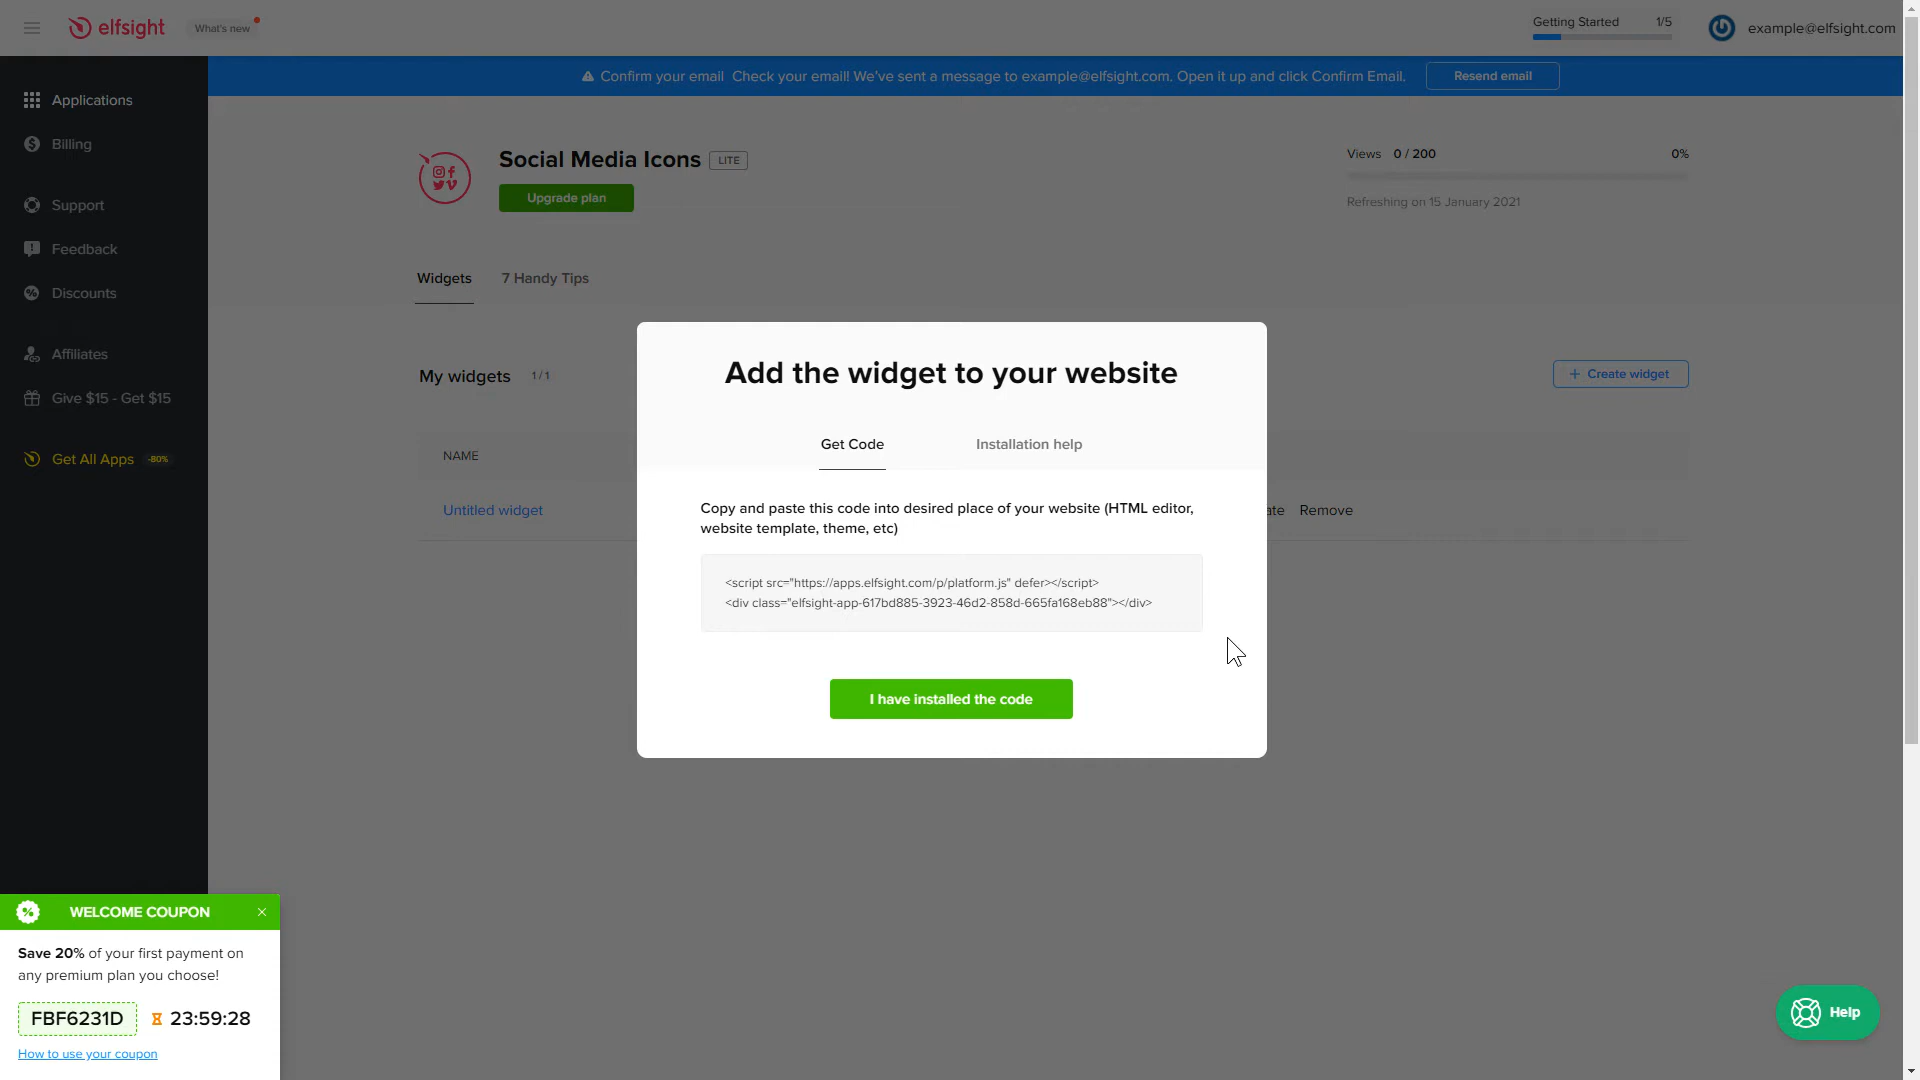 elfsight
What's new
Getting Started 1/5
example@elfsight.com
Confirm your email Check your email! We've sent a message to example@elfsight.com. Open it up and click Confirm Email.
Resend email
Applications
Billing
Support
Feedback
Discounts
Affiliates
Give $15 - Get $15
Get All Apps -80%
Social Media Icons LITE
Upgrade plan
Views 0 / 200 0%
Refreshing on 15 January 2021
Widgets 7 Handy Tips
My widgets 1 / 1
+ Create widget
NAME
Untitled widget
ate Remove
Add the widget to your website
Get Code Installation help
Copy and paste this code into desired place of your website (HTML editor,
website template, theme, etc)
<script src="https://apps.elfsight.com/p/platform.js" defer></script>
<div class="elfsight-app-617bd885-3923-46d2-858d-665fa168eb88"></div>
I have installed the code
WELCOME COUPON
Save 20% of your first payment on
any premium plan you choose!
FBF6231D 23:59:28
How to use your coupon
Help